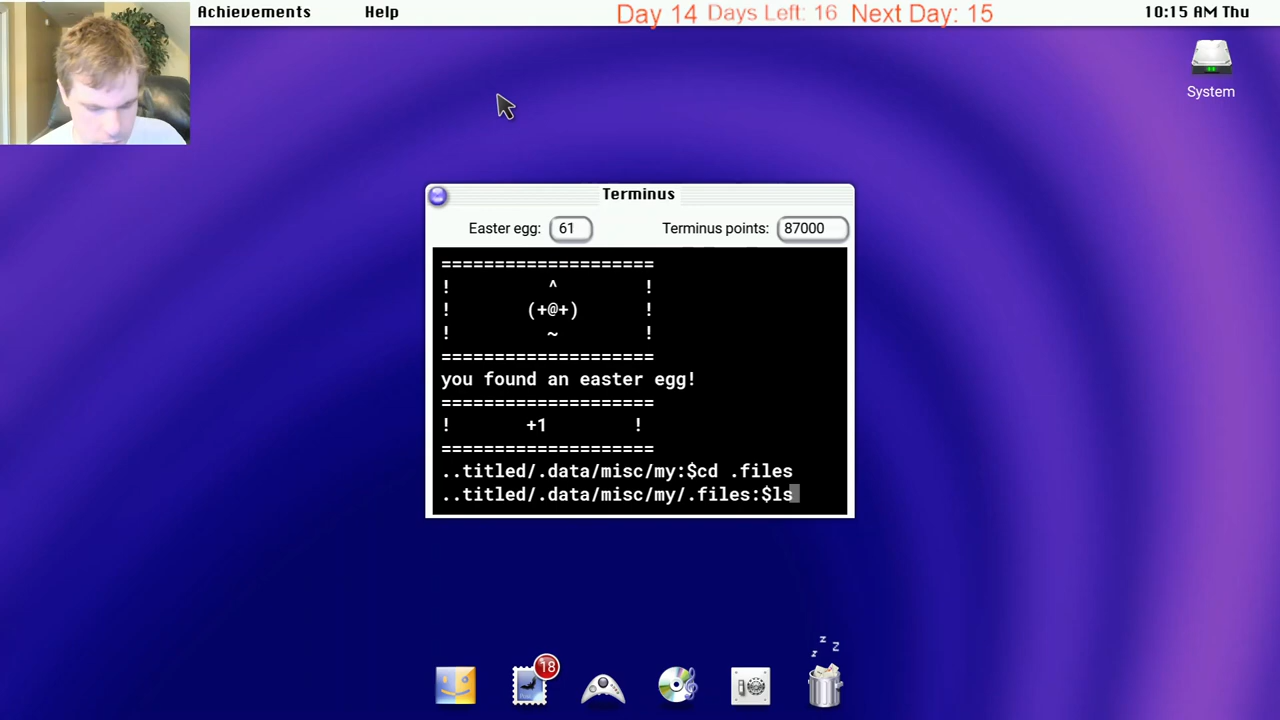 Achievements Help Day 14 Days Left: 16 Next Day: 15 10:15 AM Thu
System
Terminus
Easter egg: 61 Terminus points: 87000
====================
! ^ !
! (+@+) !
! ~ !
====================
you found an easter egg!
====================
! +1 !
====================
..titled/.data/misc/my:$cd .files
..titled/.data/misc/my/.files:$ls
z z z
18